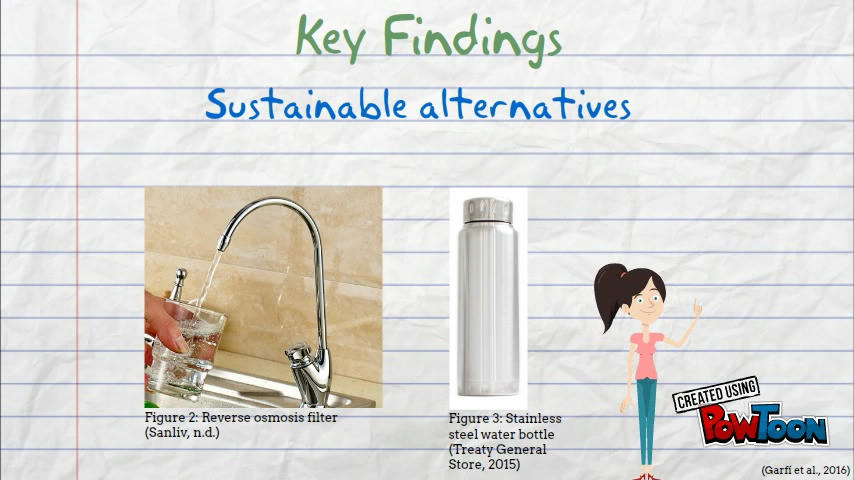 Key Findings
Sustainable alternatives
Figure 2: Reverse osmosis filter
(Sanliv, n.d.)
Figure 3: Stainless
steel water bottle
(Treaty General
Store, 2015)
CREATED USING
POWTOON
(Garfi et al., 2016)